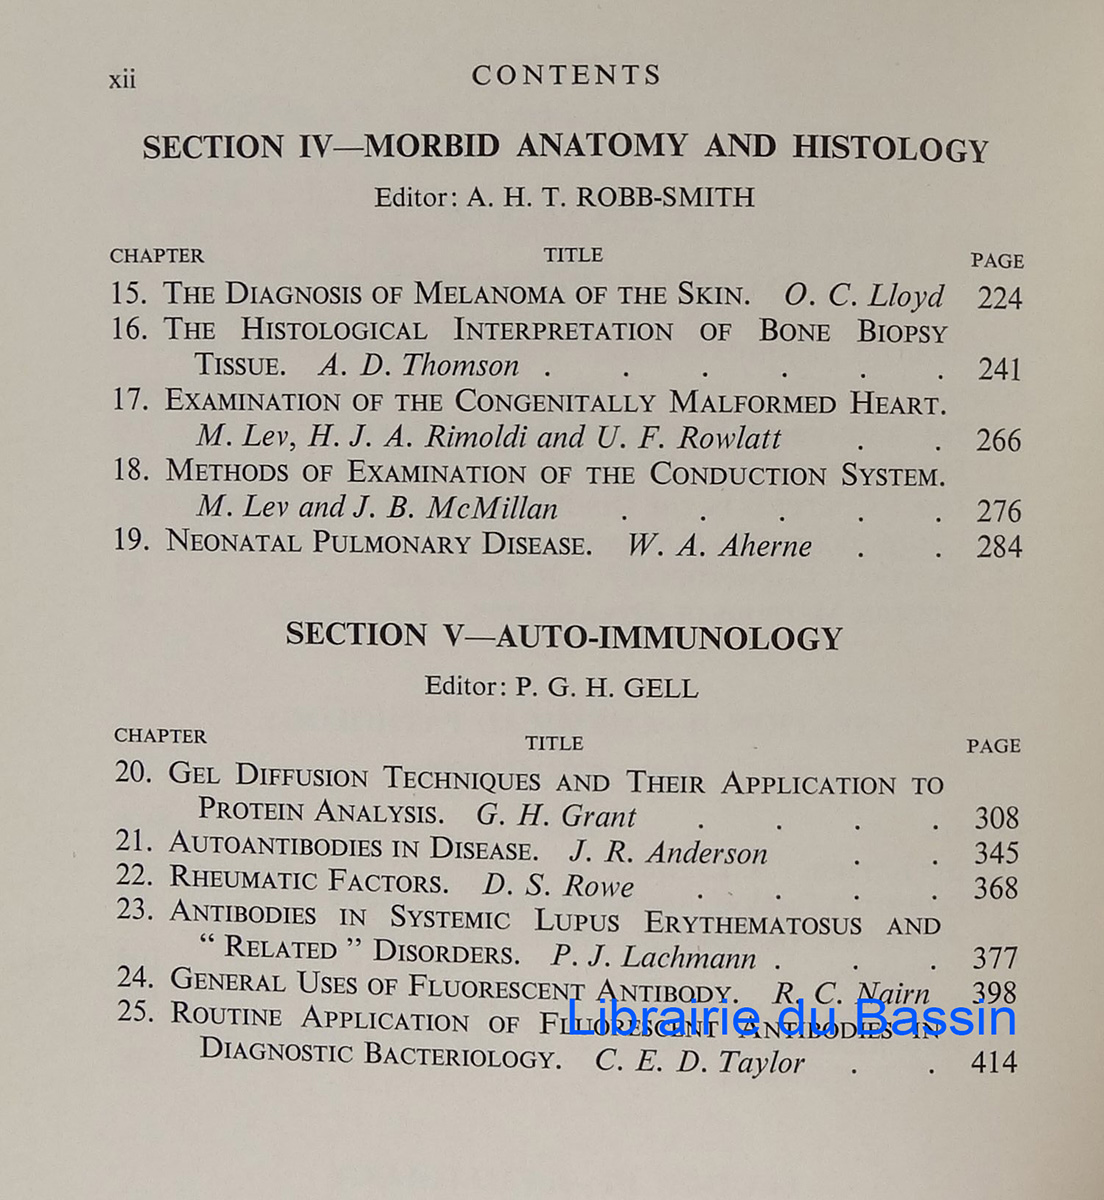 xii
CONTENTS
SECTION IV—MORBID ANATOMY AND HISTOLOGY
Editor: A. H. T. ROBB-SMITH
CHAPTER TITLE PAGE
15. THE DIAGNOSIS OF MELANOMA OF THE SKIN. O. C. Lloyd 224
16. THE HISTOLOGICAL INTERPRETATION OF BONE BIOPSY
TISSUE. A. D. Thomson . . . . . . 241
17. EXAMINATION OF THE CONGENITALLY MALFORMED HEART.
M. Lev, H. J. A. Rimoldi and U. F. Rowlatt . . 266
18. METHODS OF EXAMINATION OF THE CONDUCTION SYSTEM.
M. Lev and J. B. McMillan . . . . . 276
19. NEONATAL PULMONARY DISEASE. W. A. Aherne . . 284
SECTION V—AUTO-IMMUNOLOGY
Editor: P. G. H. GELL
CHAPTER TITLE PAGE
20. GEL DIFFUSION TECHNIQUES AND THEIR APPLICATION TO
PROTEIN ANALYSIS. G. H. Grant . . . . 308
21. AUTOANTIBODIES IN DISEASE. J. R. Anderson . . 345
22. RHEUMATIC FACTORS. D. S. Rowe . . . . 368
23. ANTIBODIES IN SYSTEMIC LUPUS ERYTHEMATOSUS AND
“ RELATED ” DISORDERS. P. J. Lachmann . . . 377
24. GENERAL USES OF FLUORESCENT ANTIBODY. R. C. Nairn 398
25. ROUTINE APPLICATION OF FLUORESCENT ANTIBODIES IN
DIAGNOSTIC BACTERIOLOGY. C. E. D. Taylor . . 414
Librairie du Bassin